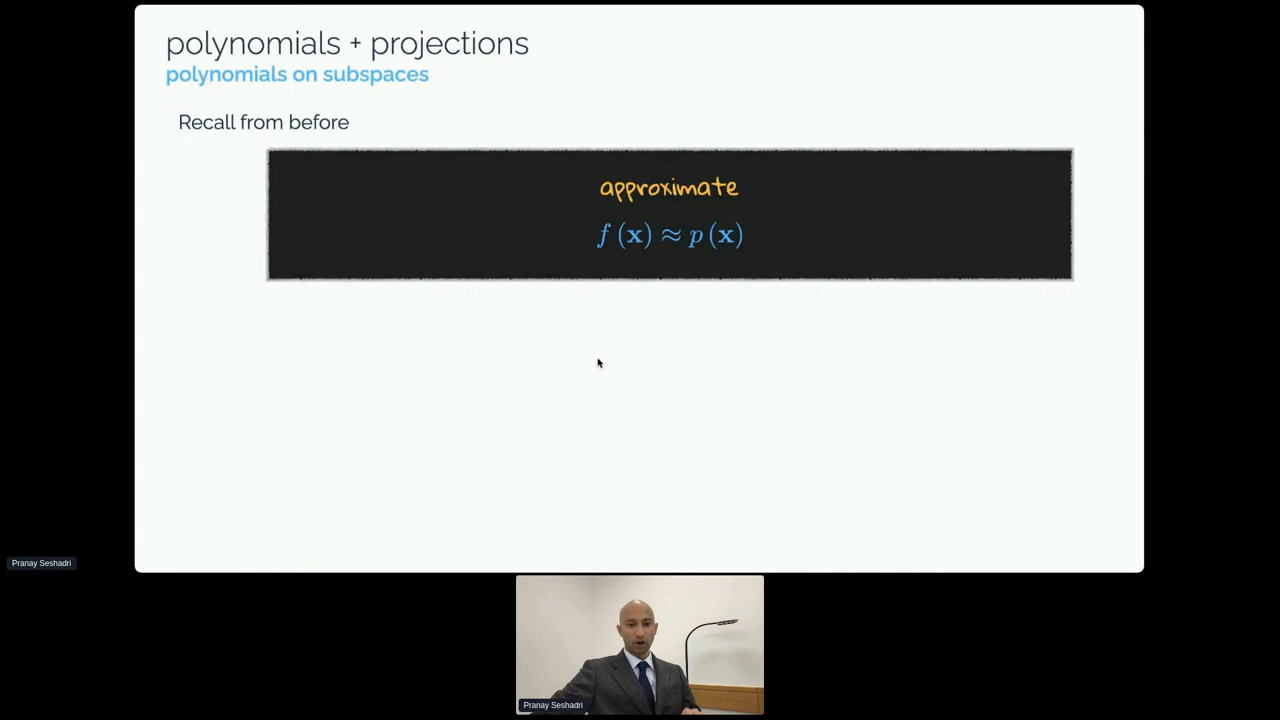 polynomials + projections
polynomials on subspaces
Recall from before
approximate
f (x) ≈ p (x)
Pranay Seshadri
Pranay Seshadri